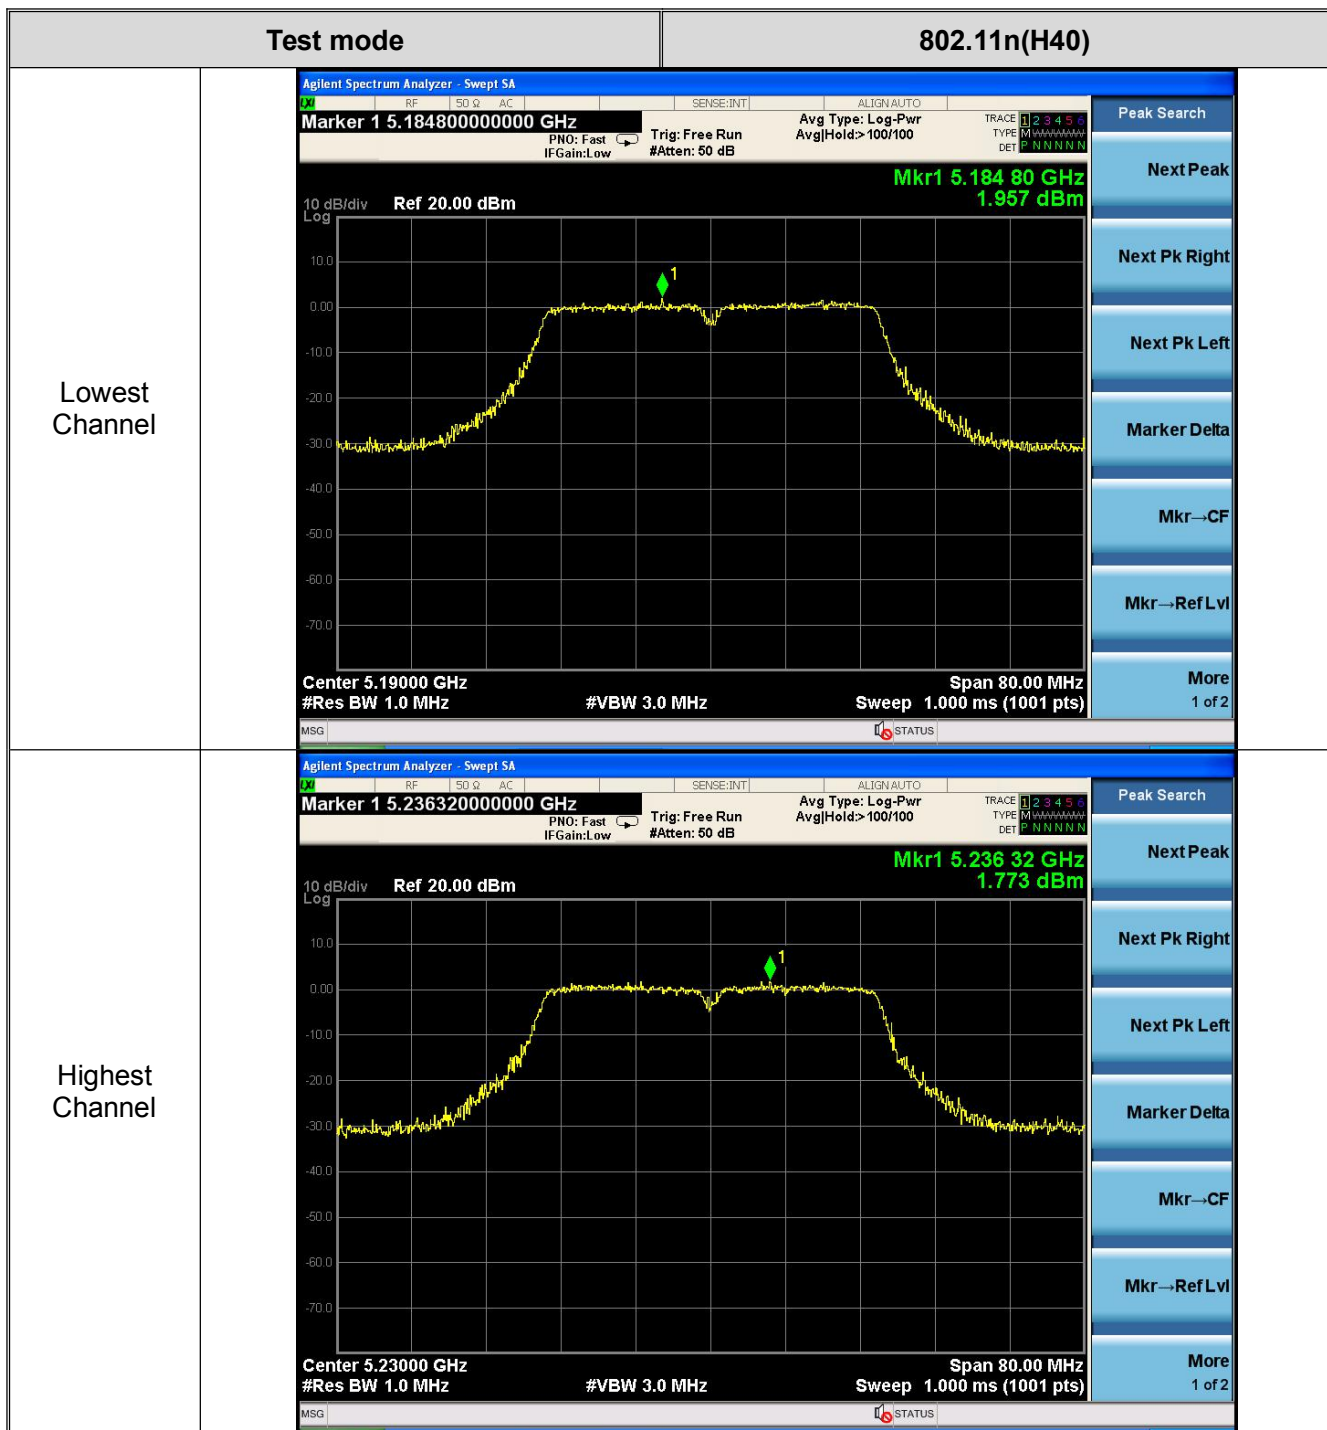 Test mode
802.11n(H40)
Lowest
Channel
Agilent Spectrum Analyzer - Swept SA
LXI RF 50 Ω AC SENSE:INT ALIGN AUTO
Marker 1 5.184800000000 GHz
PNO: Fast
IFGain:Low
Trig: Free Run
#Atten: 50 dB
Avg Type: Log-Pwr
Avg|Hold:>100/100
TRACE 1 2 3 4 5 6
TYPE M
DET P N N N N N
Mkr1 5.184 80 GHz
1.957 dBm
10 dB/div Ref 20.00 dBm
Log
1
10.0
0.00
-10.0
-20.0
-30.0
-40.0
-50.0
-60.0
-70.0
Center 5.19000 GHz Span 80.00 MHz
#Res BW 1.0 MHz #VBW 3.0 MHz Sweep 1.000 ms (1001 pts)
MSG STATUS
Peak Search
Next Peak
Next Pk Right
Next Pk Left
Marker Delta
Mkr→CF
Mkr→Ref Lvl
More
1 of 2
Highest
Channel
Agilent Spectrum Analyzer - Swept SA
LXI RF 50 Ω AC SENSE:INT ALIGN AUTO
Marker 1 5.236320000000 GHz
PNO: Fast
IFGain:Low
Trig: Free Run
#Atten: 50 dB
Avg Type: Log-Pwr
Avg|Hold:>100/100
TRACE 1 2 3 4 5 6
TYPE M
DET P N N N N N
Mkr1 5.236 32 GHz
1.773 dBm
10 dB/div Ref 20.00 dBm
Log
1
10.0
0.00
-10.0
-20.0
-30.0
-40.0
-50.0
-60.0
-70.0
Center 5.23000 GHz Span 80.00 MHz
#Res BW 1.0 MHz #VBW 3.0 MHz Sweep 1.000 ms (1001 pts)
MSG STATUS
Peak Search
Next Peak
Next Pk Right
Next Pk Left
Marker Delta
Mkr→CF
Mkr→Ref Lvl
More
1 of 2